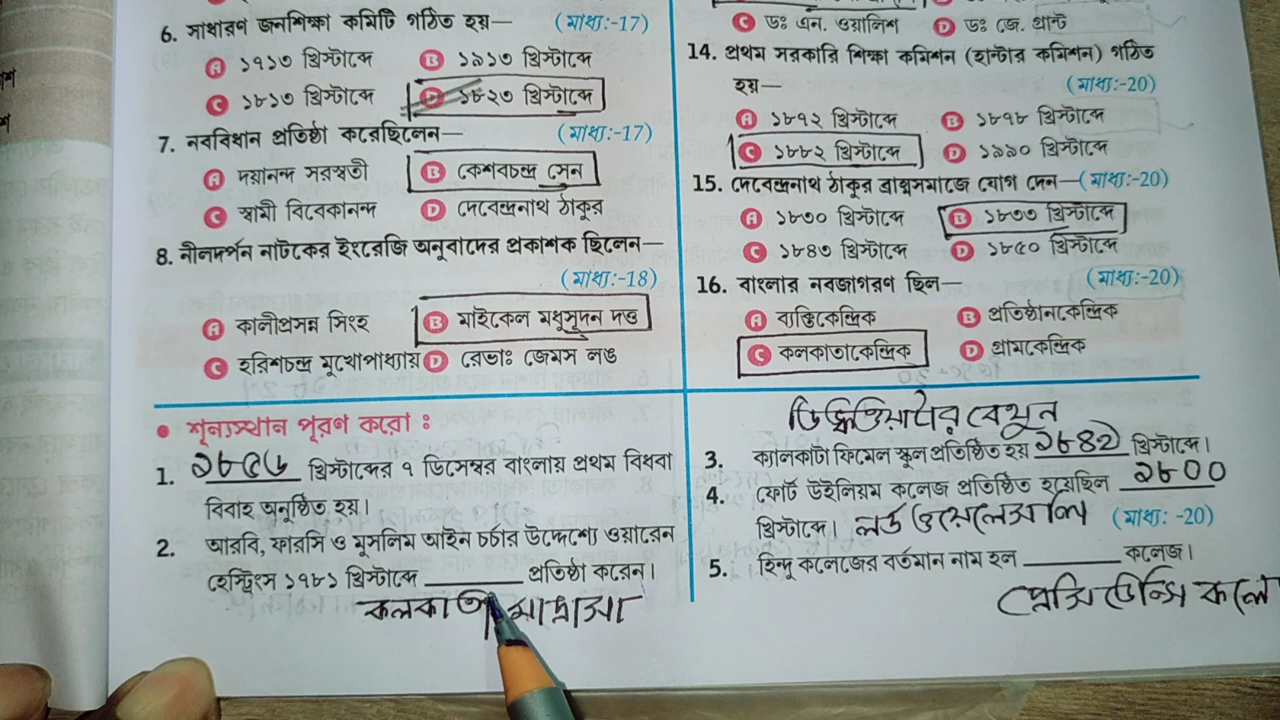 6. সাধারণ জনশিক্ষা কমিটি গঠিত হয়— (মাধ্য:-17)
A ১৭১৩ খ্রিস্টাব্দে B ১৯১৩ খ্রিস্টাব্দে
C ১৮১৩ খ্রিস্টাব্দে D ১৮২৩ খ্রিস্টাব্দে
7. নববিধান প্রতিষ্ঠা করেছিলেন— (মাধ্য:-17)
A দয়ানন্দ সরস্বতী B কেশবচন্দ্র সেন
C স্বামী বিবেকানন্দ D দেবেন্দ্রনাথ ঠাকুর
8. নীলদর্পন নাটকের ইংরেজি অনুবাদের প্রকাশক ছিলেন—
(মাধ্য:-18)
A কালীপ্রসন্ন সিংহ B মাইকেল মধুসূদন দত্ত
C হরিশচন্দ্র মুখোপাধ্যায় D রেভাঃ জেমস লঙ
• শূন্যস্থান পূরণ করো :
1. ১৮৫৬ খ্রিস্টাব্দের ৭ ডিসেম্বর বাংলায় প্রথম বিধবা
বিবাহ অনুষ্ঠিত হয়।
2. আরবি, ফারসি ও মুসলিম আইন চর্চার উদ্দেশ্যে ওয়ারেন
হেস্টিংস ১৭৮১ খ্রিস্টাব্দে ________ প্রতিষ্ঠা করেন।
কলকাতা মাদ্রাসা
C ডঃ এন. ওয়ালিশ D ডঃ জে. গ্রান্ট
14. প্রথম সরকারি শিক্ষা কমিশন (হান্টার কমিশন) গঠিত
হয়— (মাধ্য:-20)
A ১৮৭২ খ্রিস্টাব্দে B ১৮৭৮ খ্রিস্টাব্দে
C ১৮৮২ খ্রিস্টাব্দে D ১৯৯০ খ্রিস্টাব্দে
15. দেবেন্দ্রনাথ ঠাকুর ব্রাহ্মসমাজে যোগ দেন—(মাধ্য:-20)
A ১৮৩০ খ্রিস্টাব্দে B ১৮৩৩ খ্রিস্টাব্দে
C ১৮৪৩ খ্রিস্টাব্দে D ১৮৫০ খ্রিস্টাব্দে
16. বাংলার নবজাগরণ ছিল— (মাধ্য:-20)
A ব্যক্তিকেন্দ্রিক B প্রতিষ্ঠানকেন্দ্রিক
C কলকাতাকেন্দ্রিক D গ্রামকেন্দ্রিক
বেথুন
3. ক্যালকাটা ফিমেল স্কুল প্রতিষ্ঠিত হয় ১৮৪৯ খ্রিস্টাব্দে।
4. ফোর্ট উইলিয়ম কলেজ প্রতিষ্ঠিত হয়েছিল ১৮০০
খ্রিস্টাব্দে। লর্ড ওয়েলেসলি (মাধ্য: -20)
5. হিন্দু কলেজের বর্তমান নাম হল ________ কলেজ।
প্রেসিডেন্সি কলে